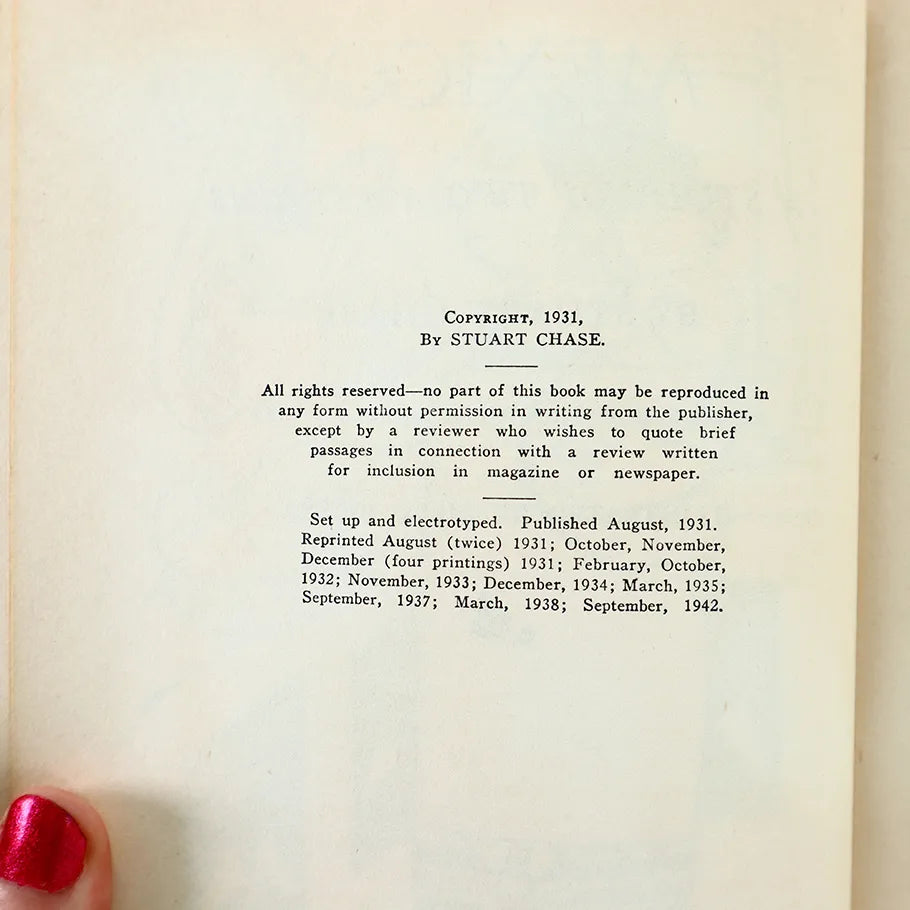 COPYRIGHT, 1931,
BY STUART CHASE.
All rights reserved—no part of this book may be reproduced in
any form without permission in writing from the publisher,
except by a reviewer who wishes to quote brief
passages in connection with a review written
for inclusion in magazine or newspaper.
Set up and electrotyped. Published August, 1931.
Reprinted August (twice) 1931; October, November,
December (four printings) 1931; February, October,
1932; November, 1933; December, 1934; March, 1935;
September, 1937; March, 1938; September, 1942.